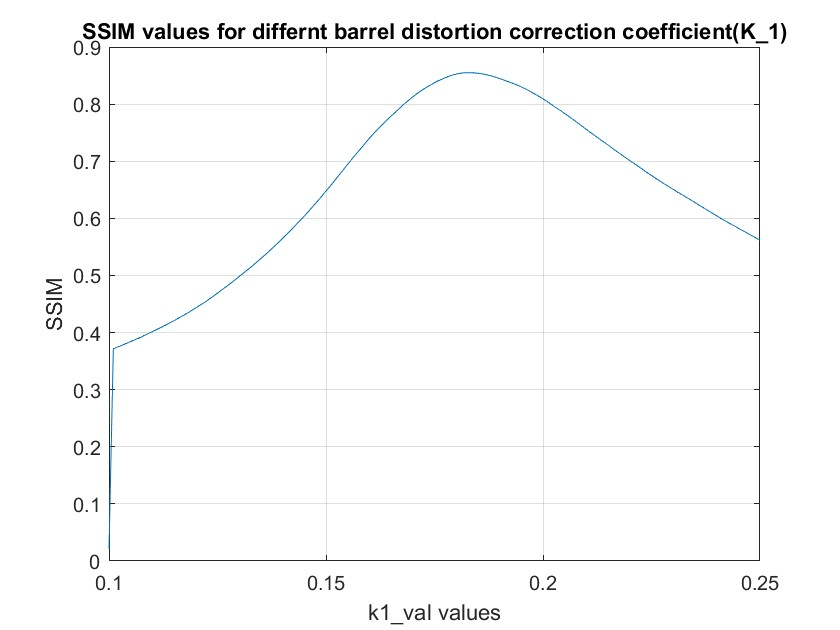 SSIM values for differnt barrel distortion correction coefficient(K_1)
0.9
0.8
0.7
0.6
0.5
0.4
0.3
0.2
0.1
0
SSIM
0.1 0.15 0.2 0.25
k1_val values